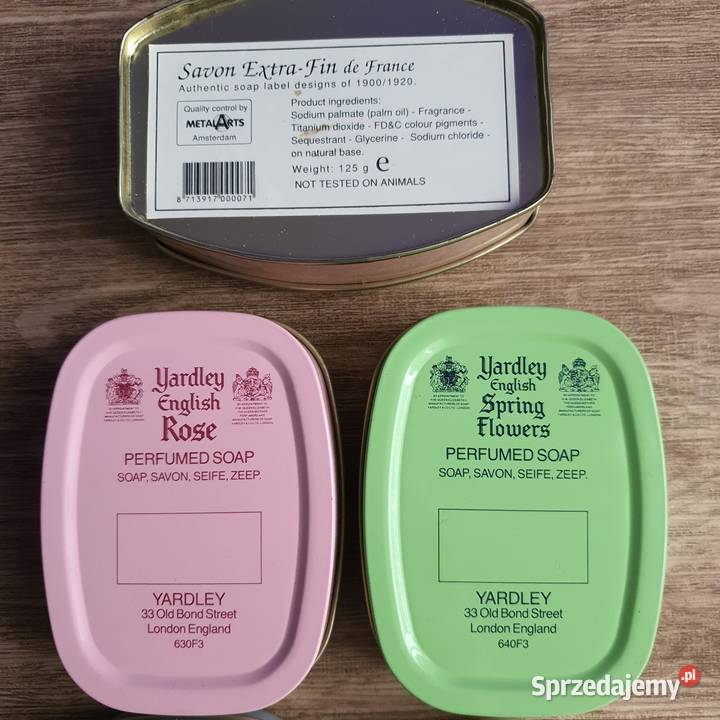 Savon Extra-Fin de France
Authentic soap label designs of 1900/1920.
Quality control by
METALARTS
Amsterdam
Product ingredients:
Sodium palmate (palm oil) - Fragrance -
Titanium dioxide - FD&C colour pigments -
Sequestrant - Glycerine - Sodium chloride -
on natural base.
Weight: 125 g e
NOT TESTED ON ANIMALS
8 713917 000071
Yardley
English
Rose
PERFUMED SOAP
SOAP, SAVON, SEIFE, ZEEP.
YARDLEY
33 Old Bond Street
London England
630F3
Yardley
English
Spring
Flowers
PERFUMED SOAP
SOAP, SAVON, SEIFE, ZEEP.
YARDLEY
33 Old Bond Street
London England
640F3
Sprzedajemy.pl